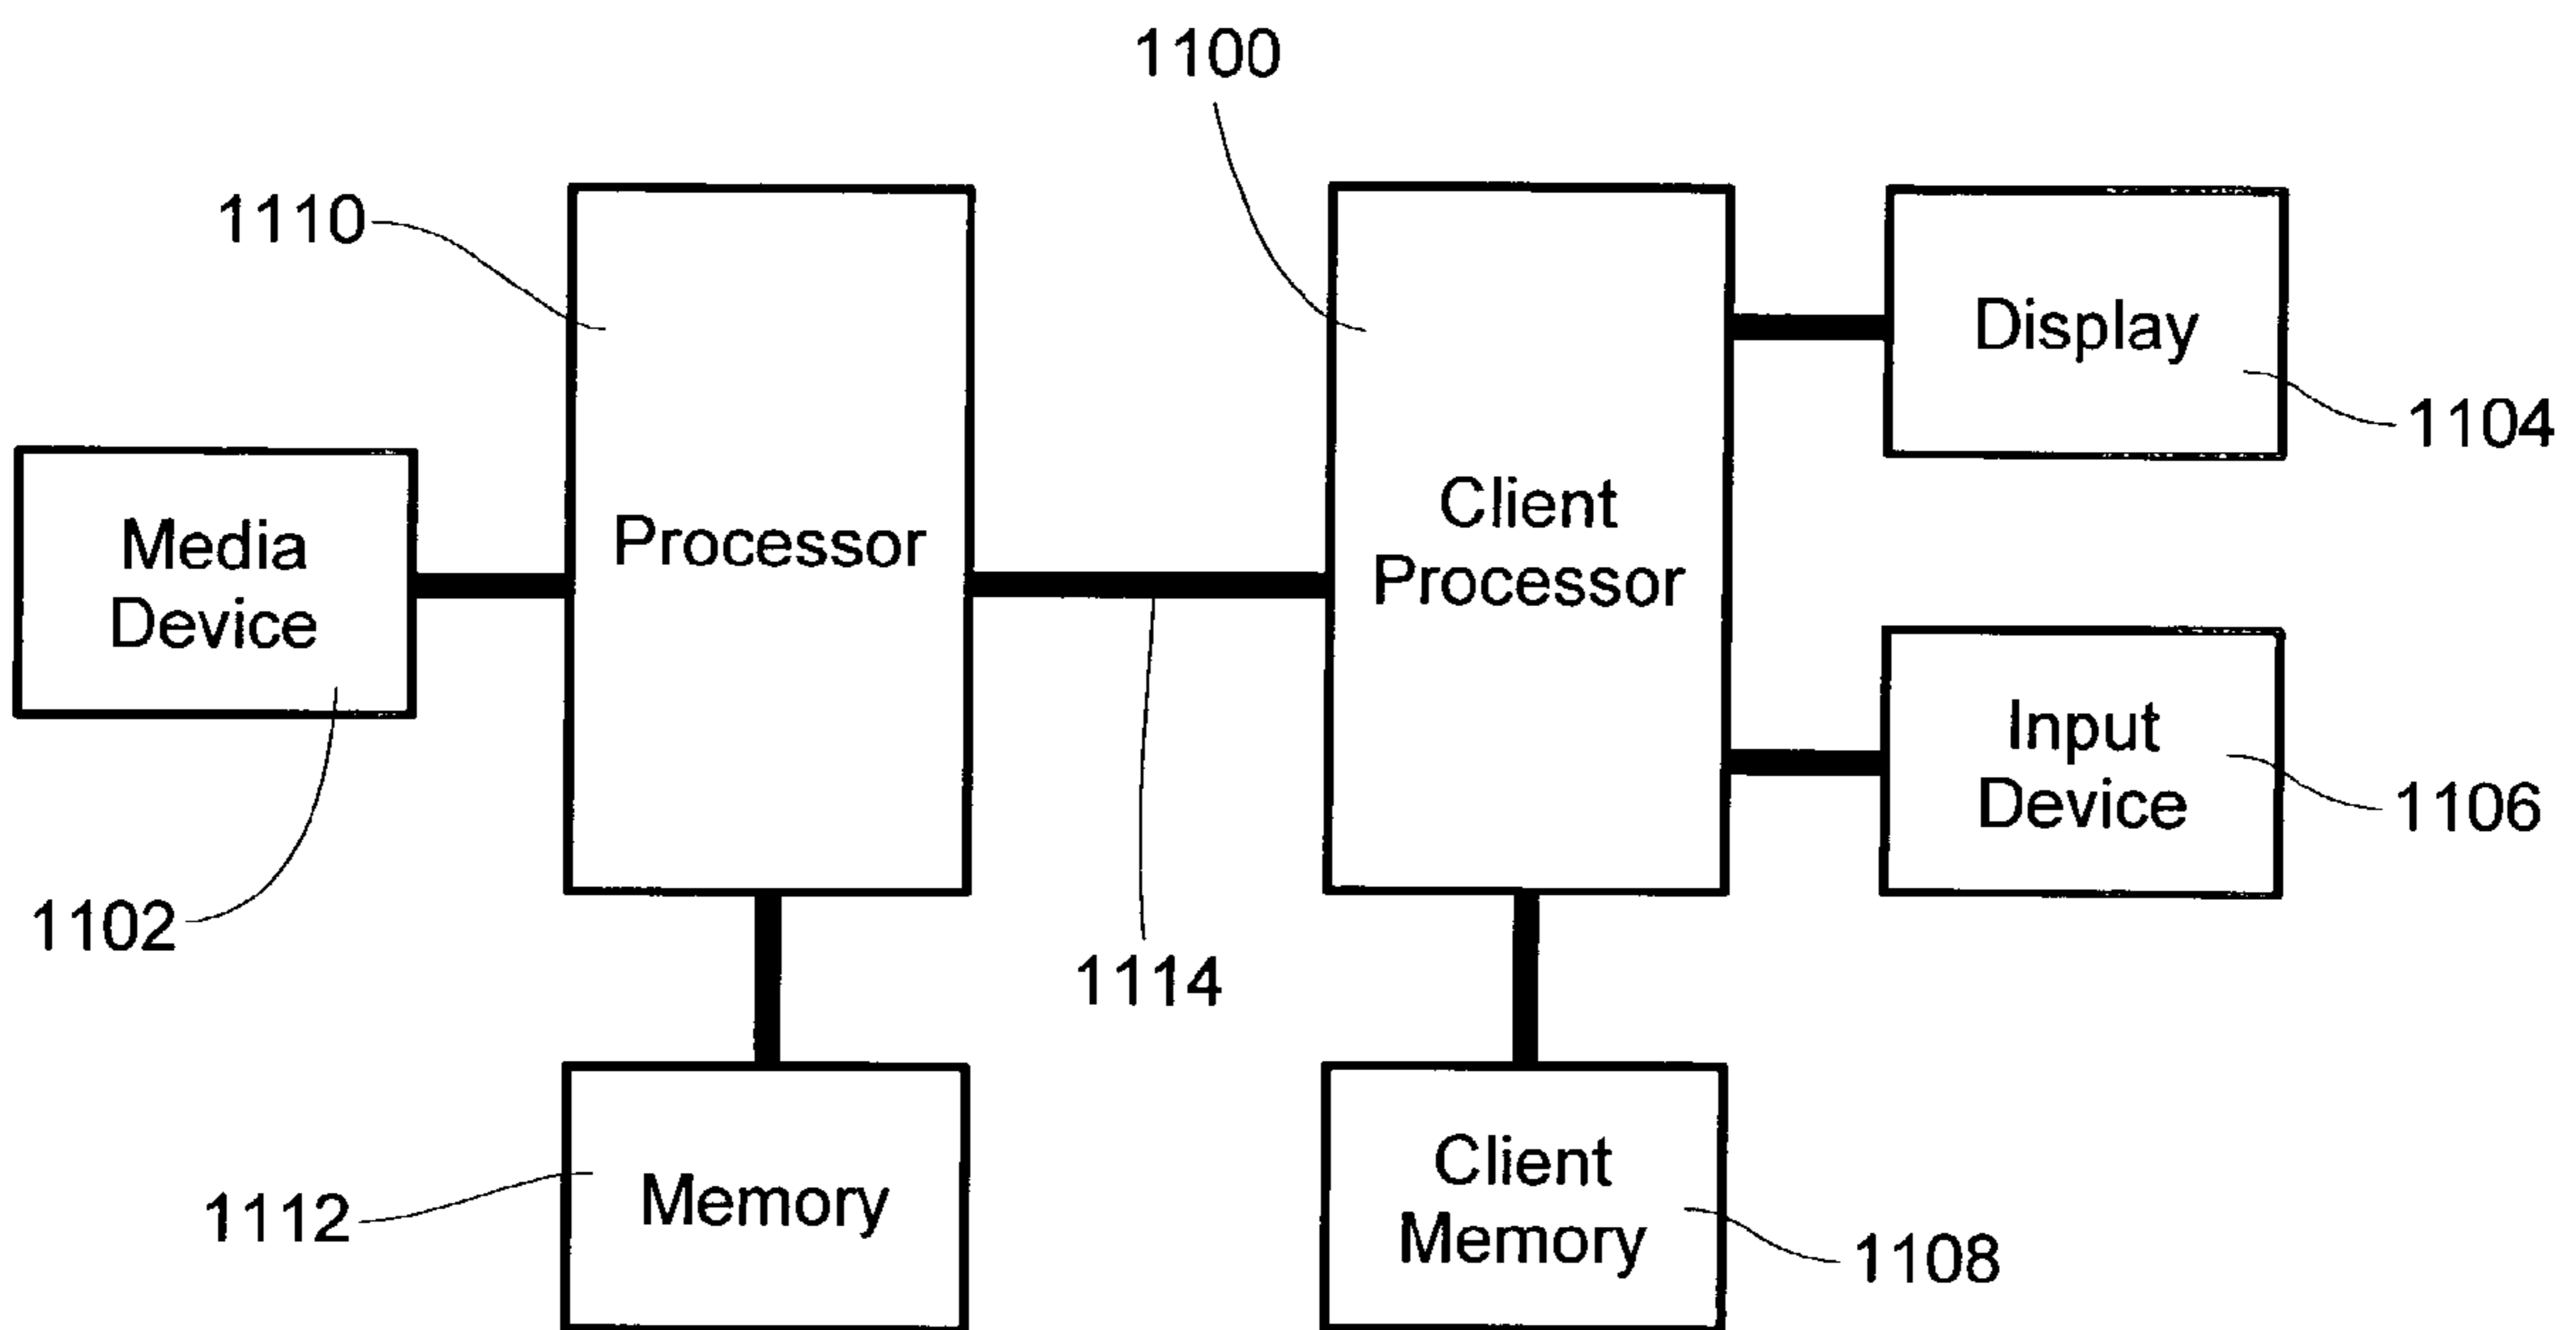 1100
1110
Display
1104
Client
Processor
Processor
Media
Device
Input
Device
1106
1102
1114
Client
Memory
Memory
1112
1108